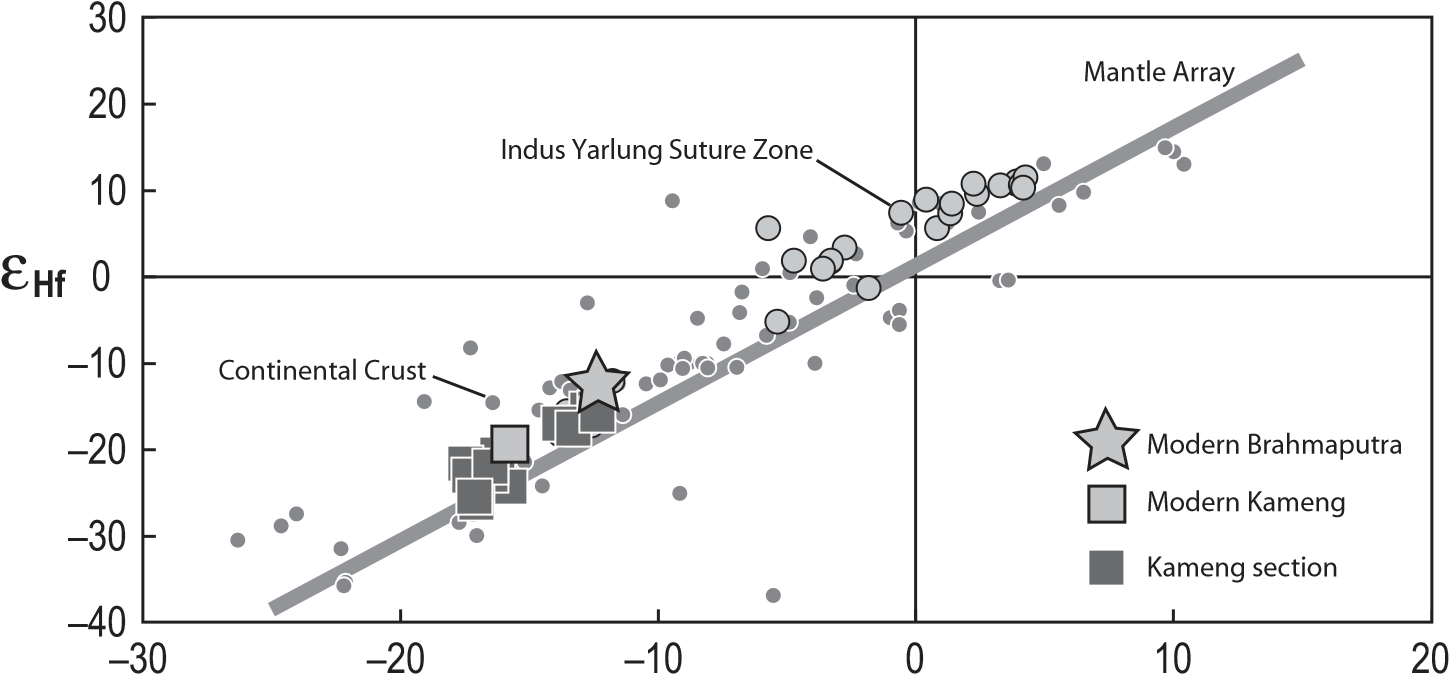 30
Mantle Array
20
Indus Yarlung Suture Zone
10
εHf
0
–10
Continental Crust
–20
Modern Brahmaputra
Modern Kameng
–30
Kameng section
–40
–30 –20 –10 0 10 20